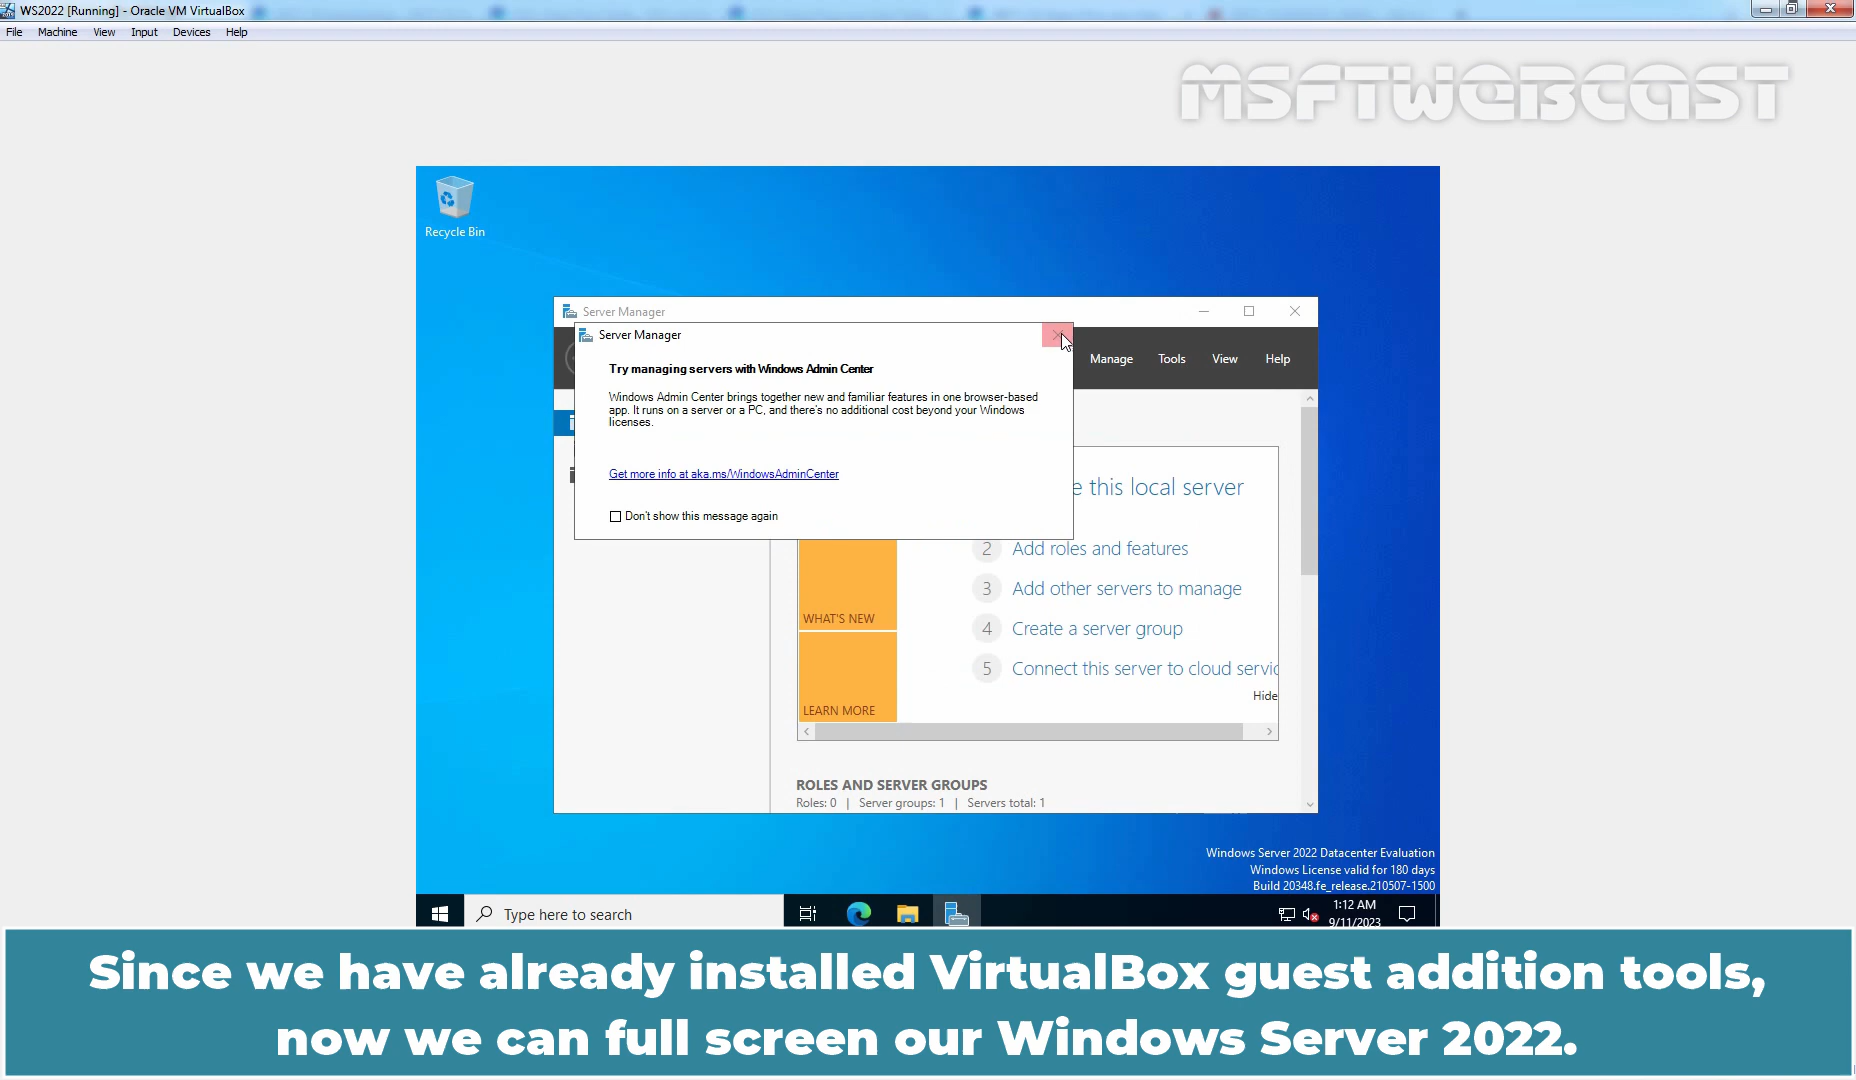 WS2022 [Running] - Oracle VM VirtualBox
File Machine View Input Devices Help
MSFTWEBCAST
Recycle Bin
Server Manager
Server Manager
Manage Tools View Help
Try managing servers with Windows Admin Center
Windows Admin Center brings together new and familiar features in one browser-based
app. It runs on a server or a PC, and there's no additional cost beyond your Windows
licenses.
Get more info at aka.ms/WindowsAdminCenter
Don't show this message again
e this local server
2 Add roles and features
3 Add other servers to manage
WHAT'S NEW
4 Create a server group
5 Connect this server to cloud servic
Hide
LEARN MORE
ROLES AND SERVER GROUPS
Roles: 0 | Server groups: 1 | Servers total: 1
Windows Server 2022 Datacenter Evaluation
Windows License valid for 180 days
Build 20348.fe_release.210507-1500
Type here to search
1:12 AM
9/11/2023
Since we have already installed VirtualBox guest addition tools,
now we can full screen our Windows Server 2022.